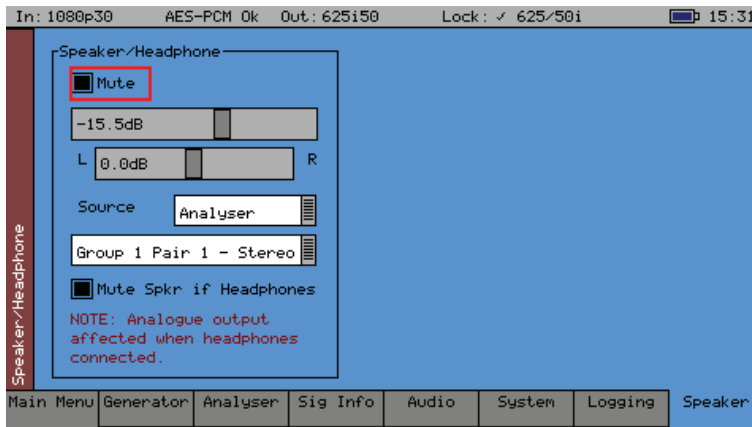 In: 1080p30 AES-PCM Ok Out: 625i50 Lock: ✓ 625/50i 15:31
Speaker/Headphone
Speaker/Headphone
Mute
-15.5dB
L 0.0dB R
Source Analyser
Group 1 Pair 1 - Stereo
Mute Spkr if Headphones
NOTE: Analogue output
affected when headphones
connected.
Main Menu Generator Analyser Sig Info Audio System Logging Speaker